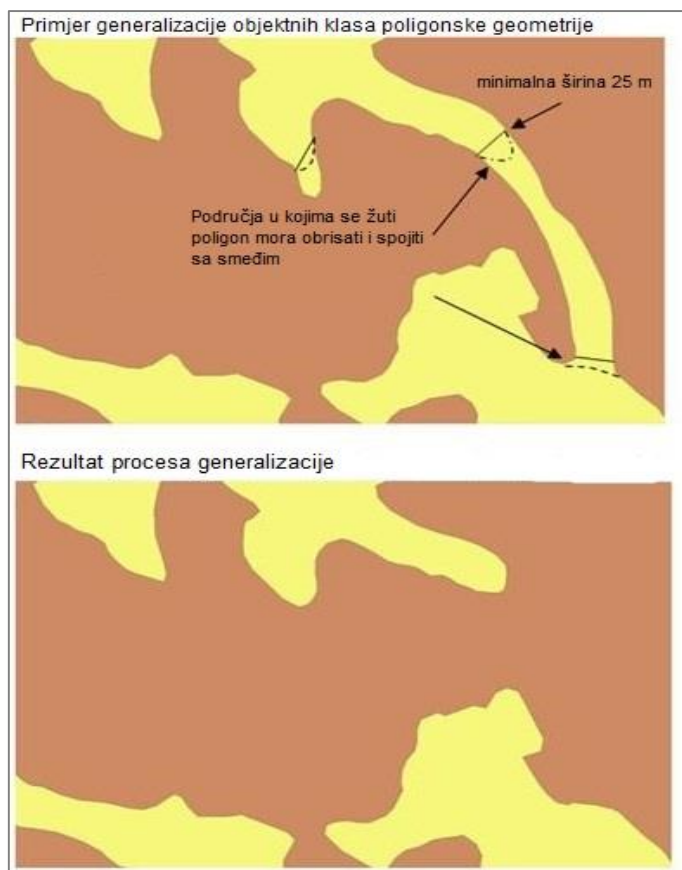 Primjer generalizacije objektnih klasa poligonske geometrije
minimalna širina 25 m
Područja u kojima se žuti
poligon mora obrisati i spojiti
sa smeđim
Rezultat procesa generalizacije